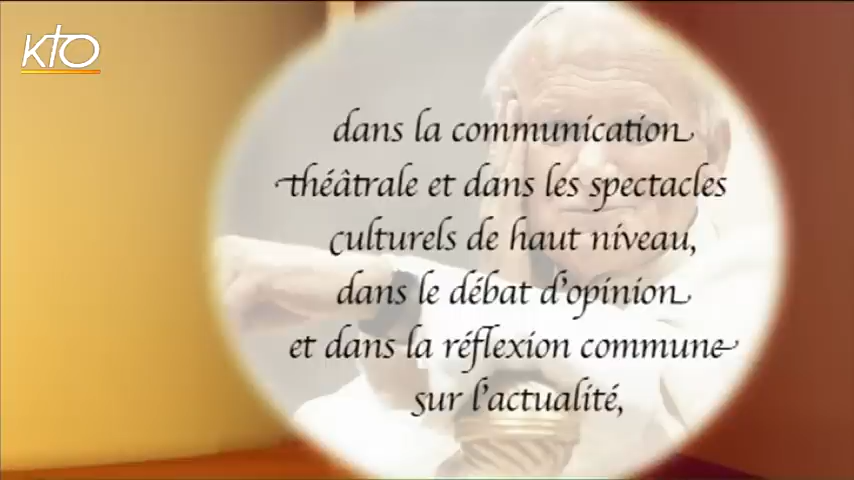 KTO
dans la communication
théâtrale et dans les spectacles
culturels de haut niveau,
dans le débat d'opinion
et dans la réflexion commune
sur l'actualité,